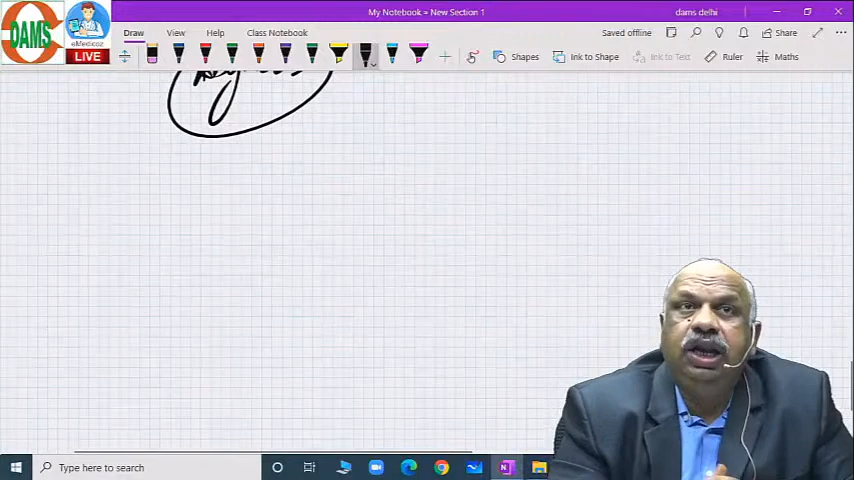 My Notebook » New Section 1
dams delhi
DAMS
eMedicoz
LIVE
Draw
View
Help
Class Notebook
Saved offline
Share
Shapes
Ink to Shape
Ink to Text
Ruler
Maths
Type here to search